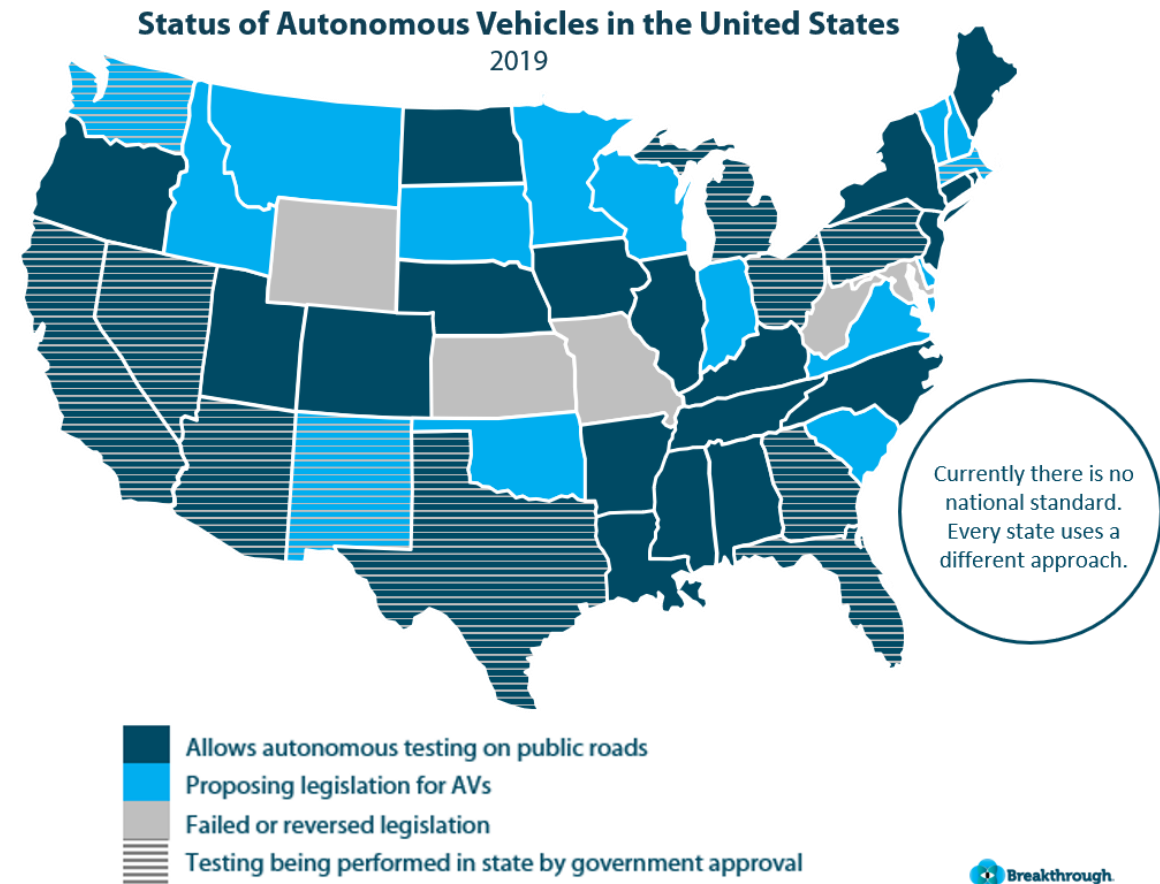 Status of Autonomous Vehicles in the United States
2019
Currently there is no
national standard.
Every state uses a
different approach.
Allows autonomous testing on public roads
Proposing legislation for AVs
Failed or reversed legislation
Testing being performed in state by government approval
Breakthrough